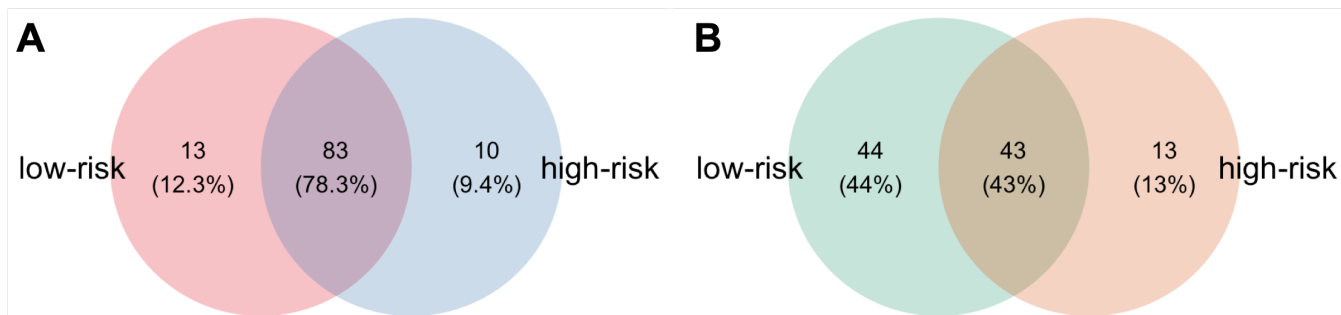 A
low-risk
13
(12.3%)
83
(78.3%)
10
(9.4%)
high-risk
B
low-risk
44
(44%)
43
(43%)
13
(13%)
high-risk